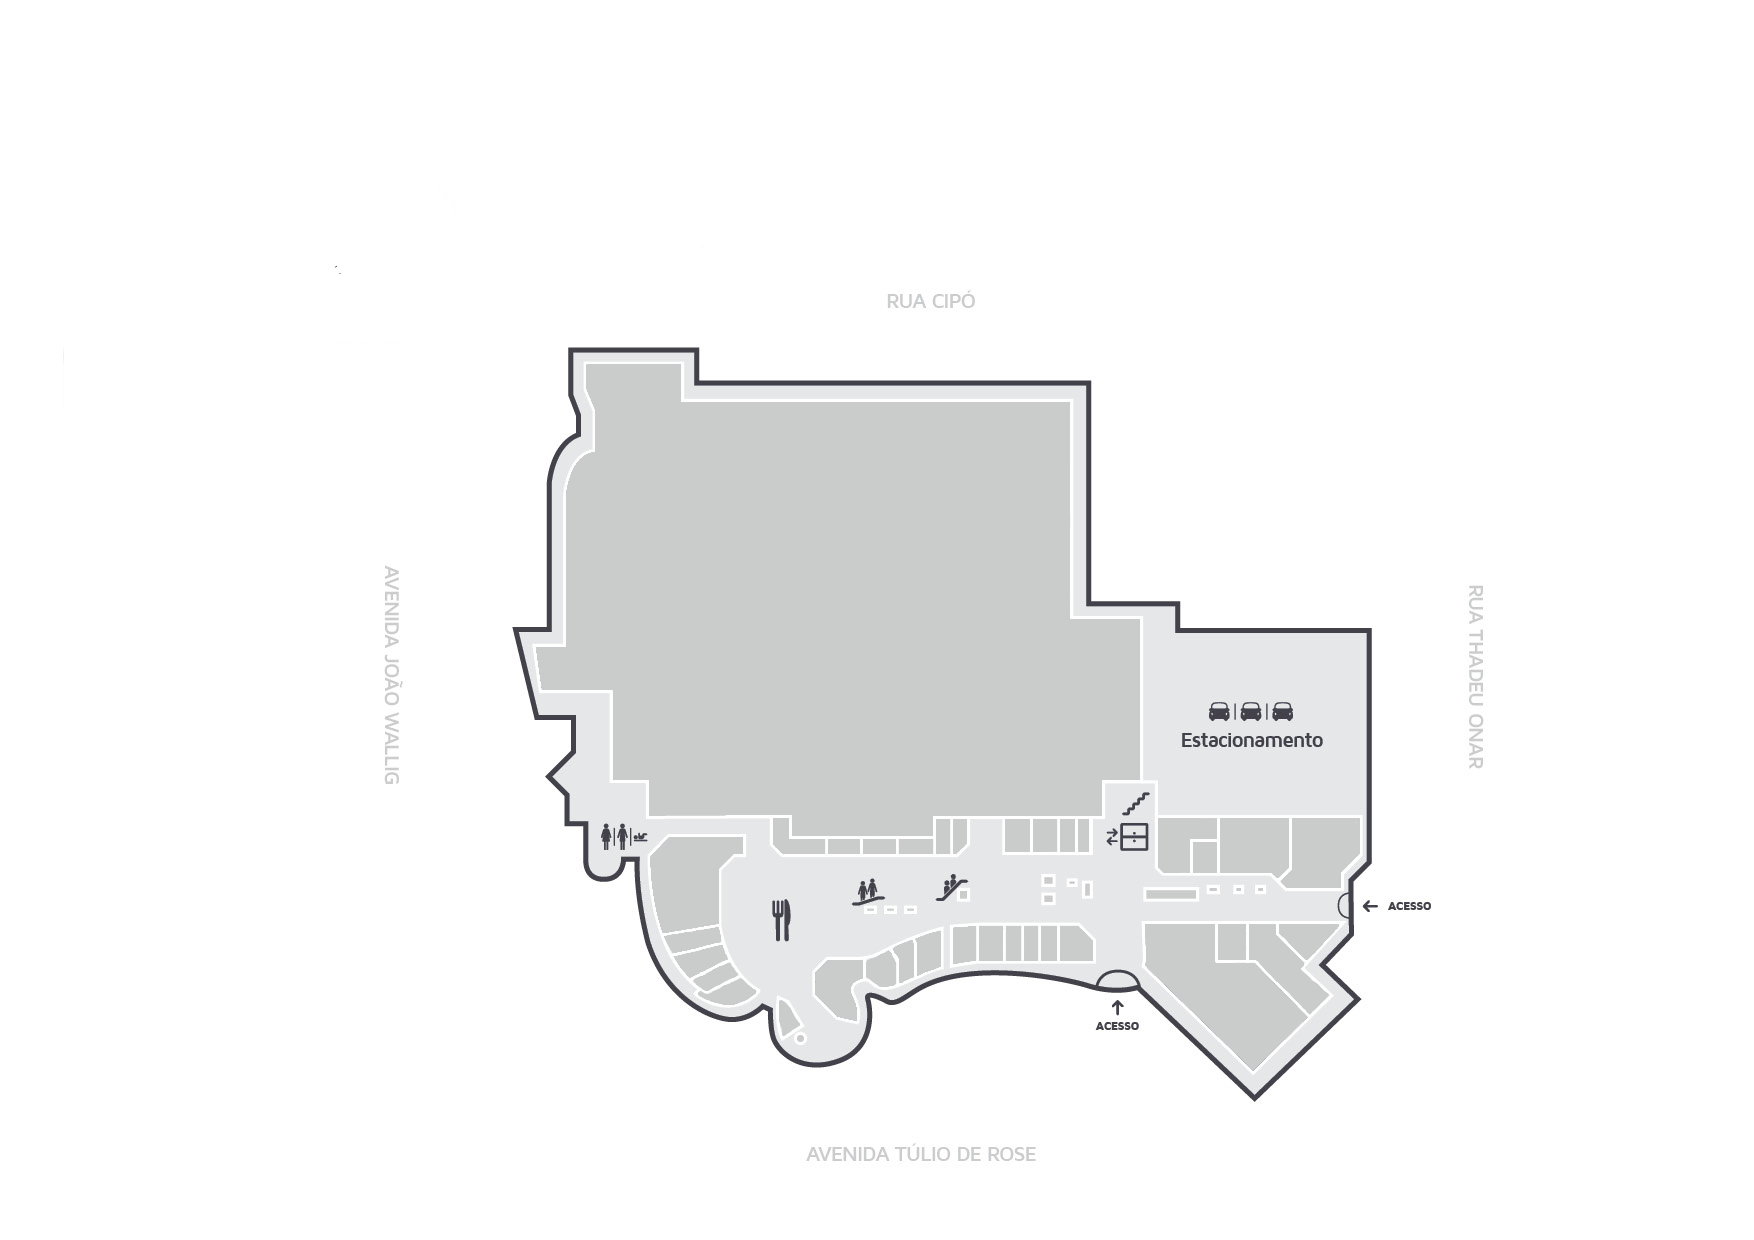 RUA CIPÓ
AVENIDA JOÃO WALLIG
RUA THADEU ONAR
Estacionamento
ACESSO
ACESSO
AVENIDA TÚLIO DE ROSE